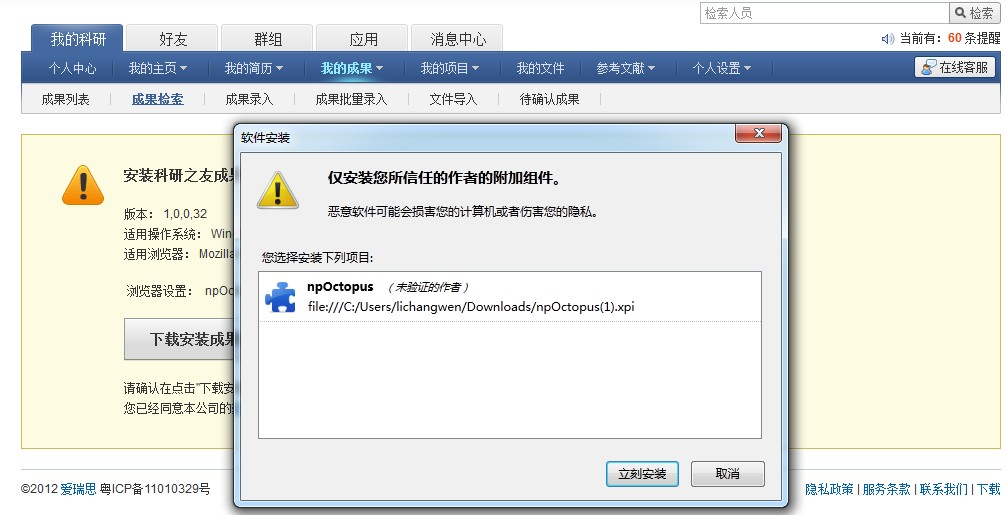 检索人员 检索
我的科研 好友 群组 应用 消息中心 当前有：60 条提醒
个人中心 我的主页 我的简历 我的成果 我的项目 我的文件 参考文献 个人设置 在线客服
成果列表 成果检索 成果录入 成果批量录入 文件导入 待确认成果
安装科研之友成果
版本： 1,0,0,32
适用操作系统： Win
适用浏览器： Mozilla
浏览器设置： npOc
下载安装成果
请确认在点击"下载安
您已经同意本公司的
软件安装
仅安装您所信任的作者的附加组件。
恶意软件可能会损害您的计算机或者伤害您的隐私。
您选择安装下列项目:
npOctopus （未验证的作者）
file:///C:/Users/lichangwen/Downloads/npOctopus(1).xpi
立刻安装 取消
©2012 爱瑞思 粤ICP备11010329号 隐私政策 | 服务条款 | 联系我们 | 下载